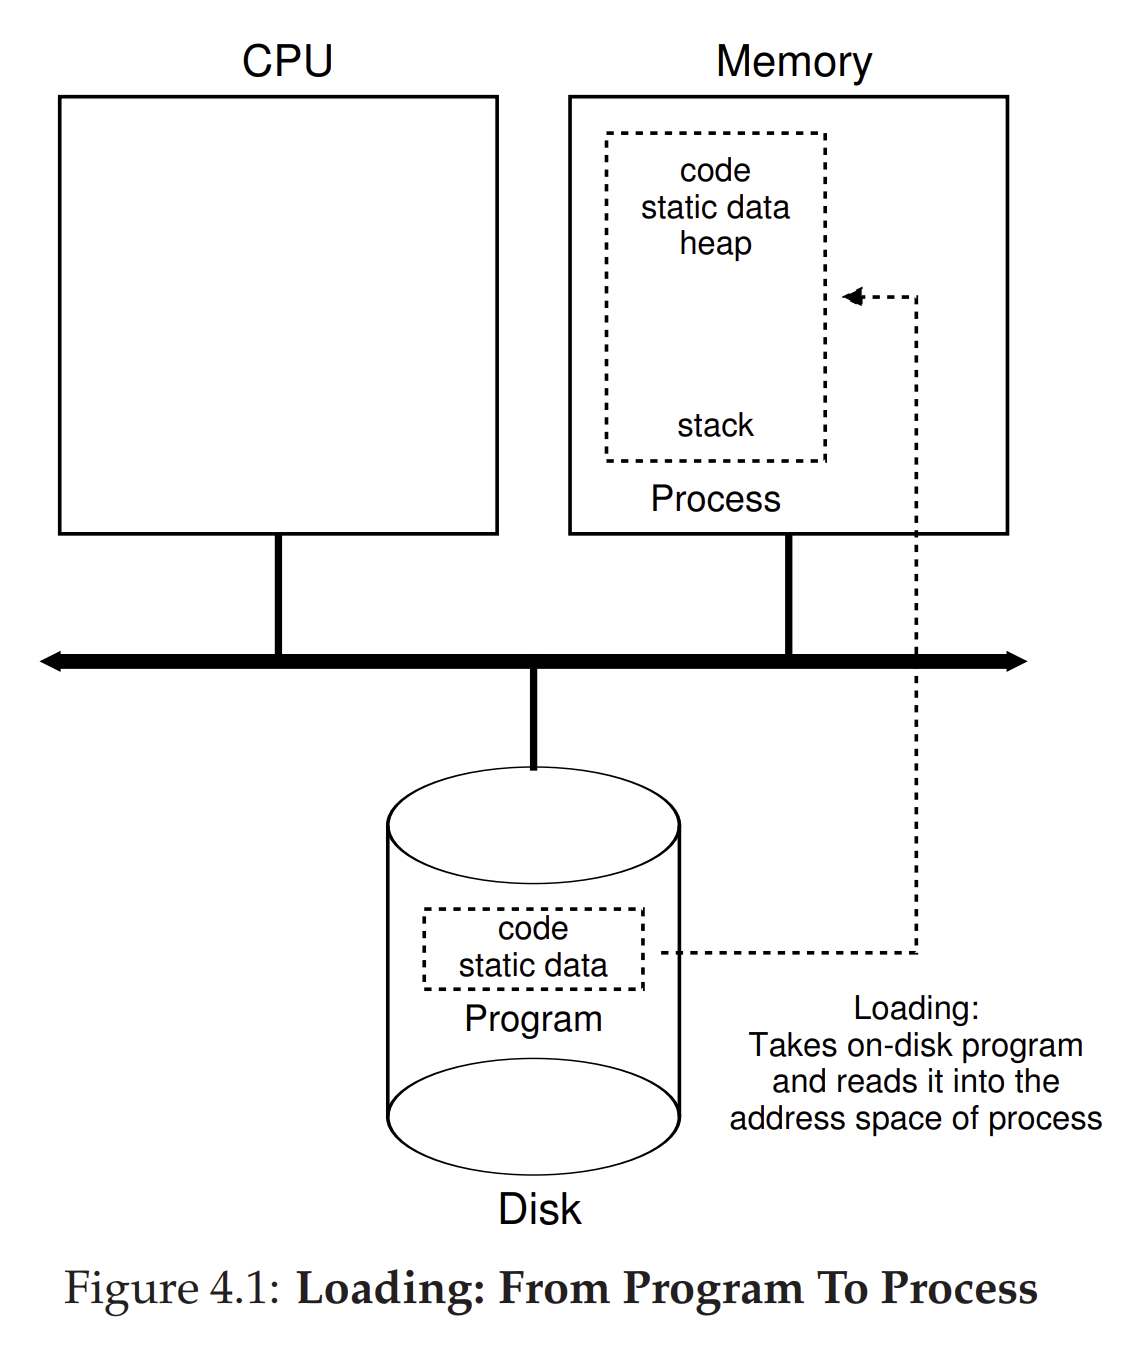 CPU
Memory
code
static data
heap
stack
Process
code
static data
Program
Loading:
Takes on-disk program
and reads it into the
address space of process
Disk
Figure 4.1: Loading: From Program To Process